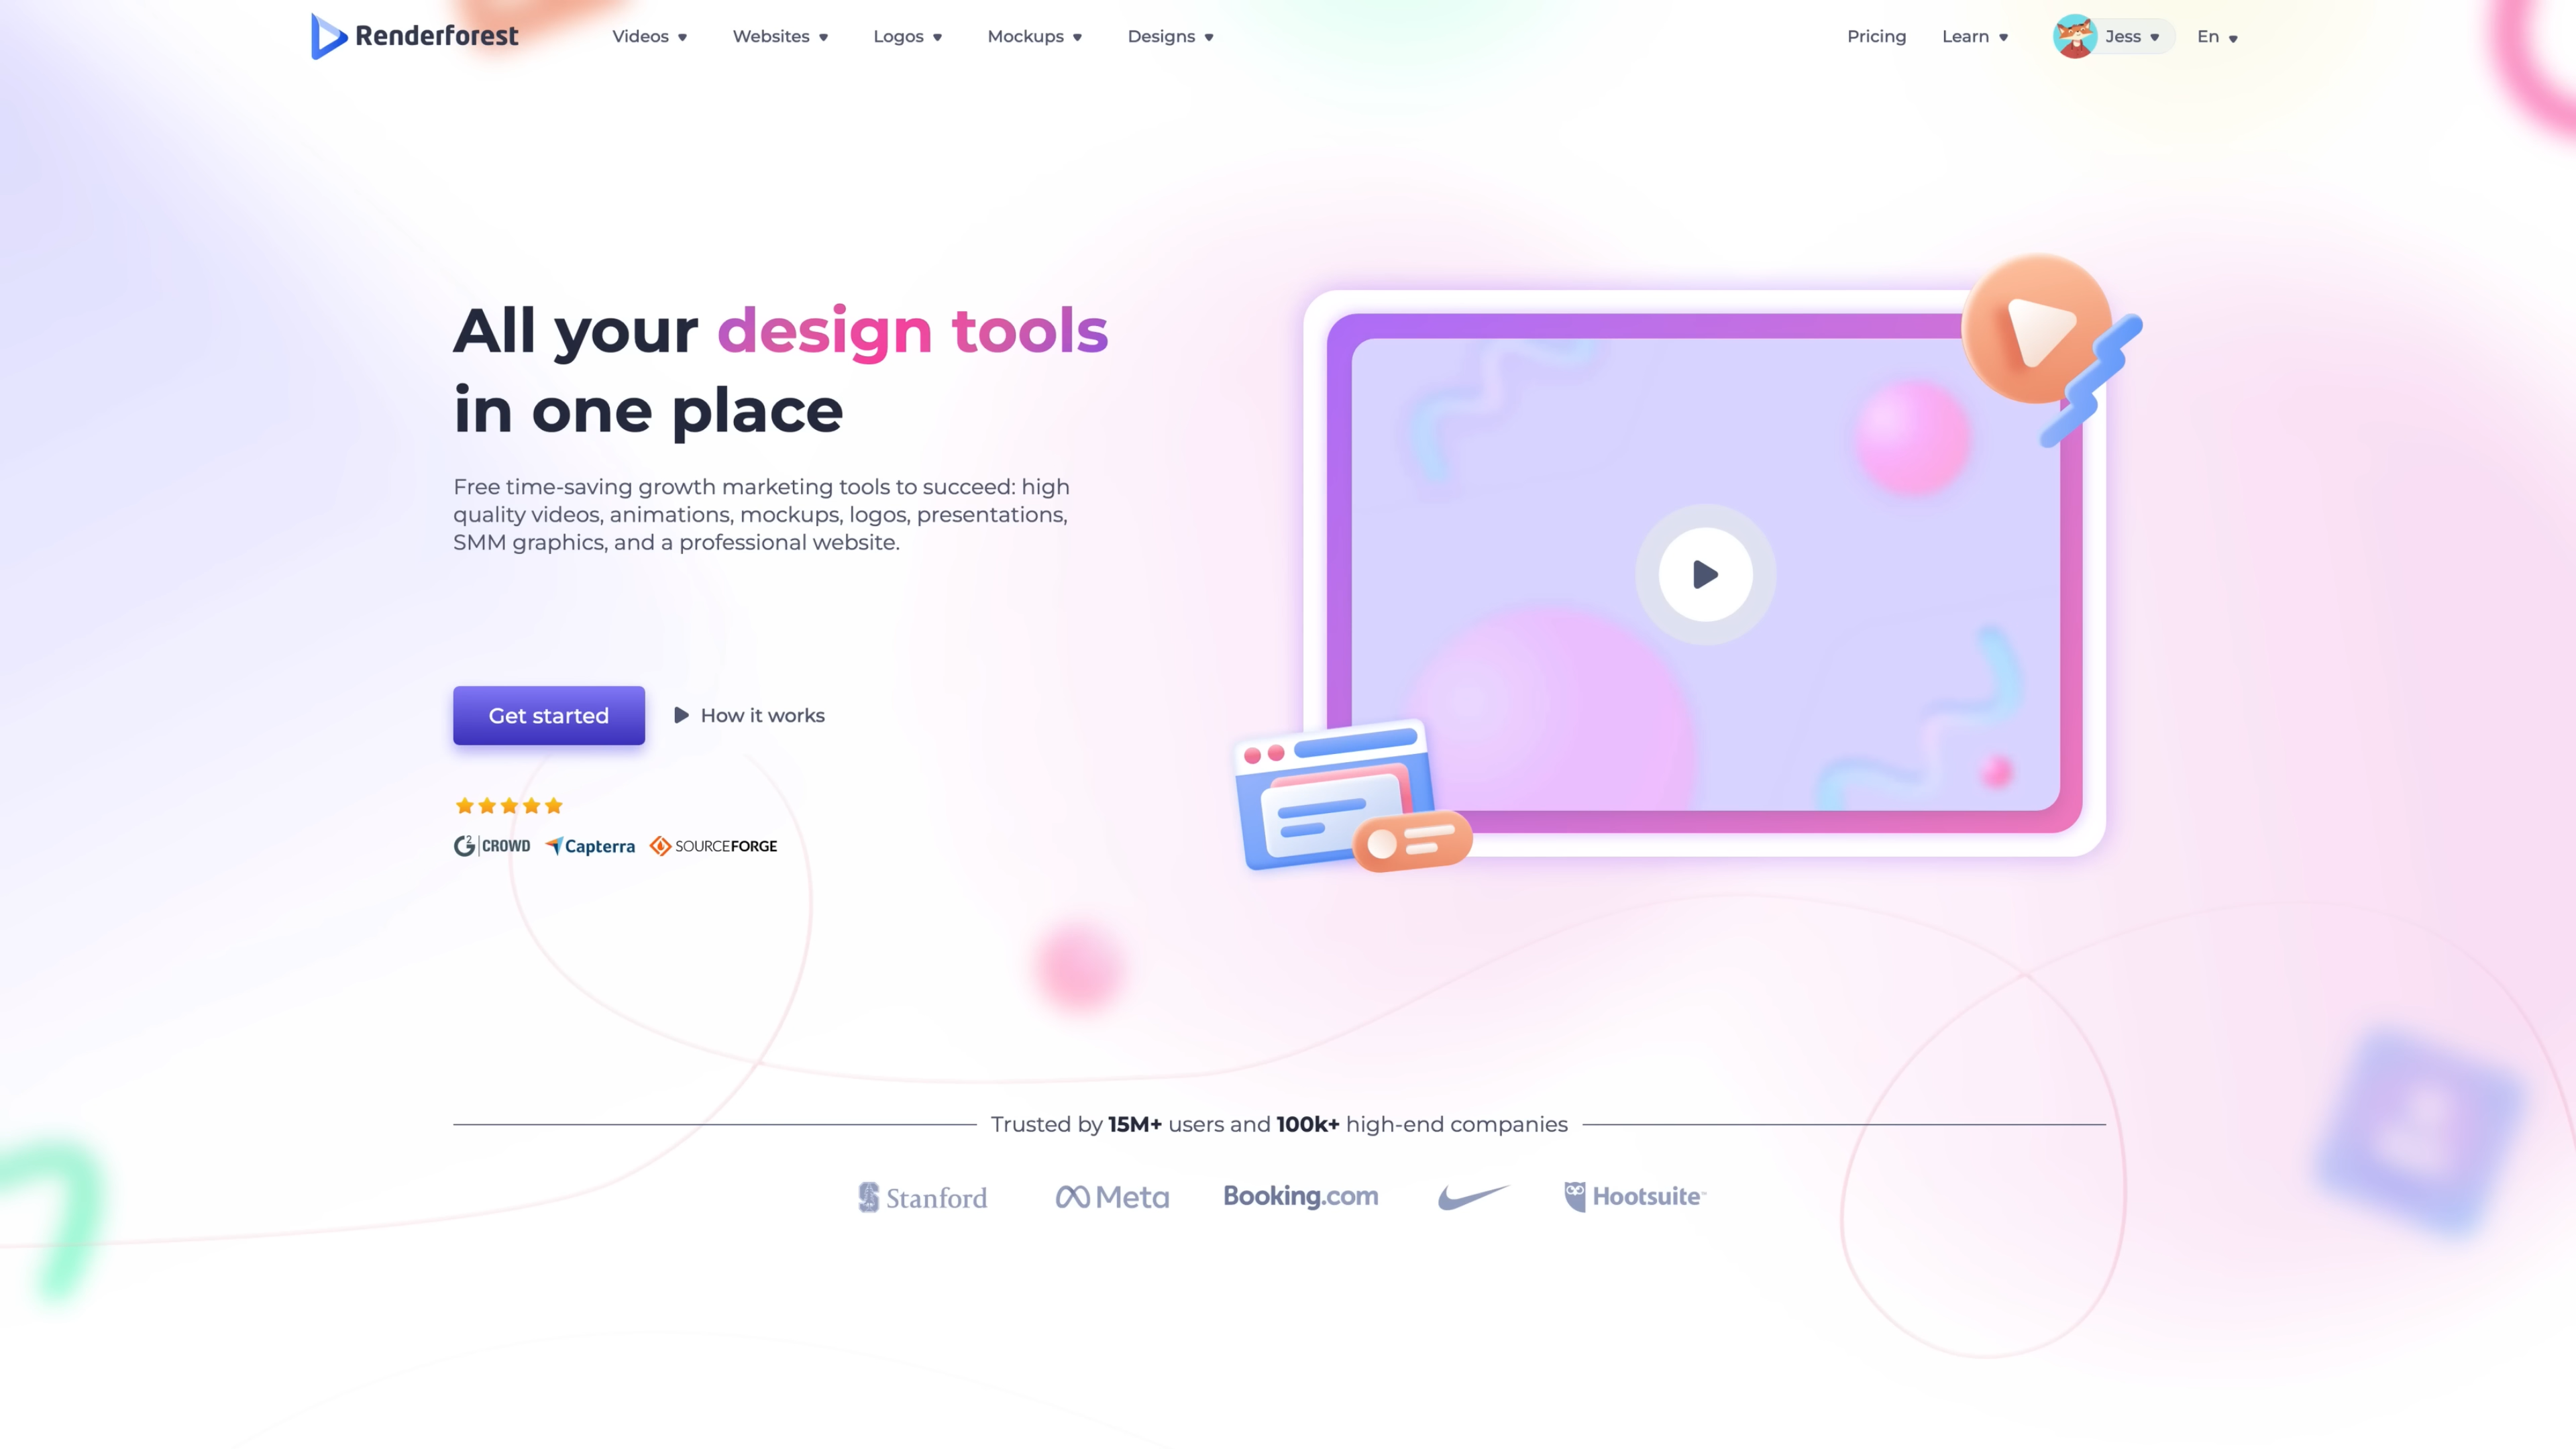 Renderforest
Videos
Websites
Logos
Mockups
Designs
Pricing
Learn
Jess
En
All your design tools
in one place
Free time-saving growth marketing tools to succeed: high
quality videos, animations, mockups, logos, presentations,
SMM graphics, and a professional website.
Get started
How it works
G2 CROWD
Capterra
SOURCEFORGE
Trusted by 15M+ users and 100k+ high-end companies
Stanford
Meta
Booking.com
Hootsuite™